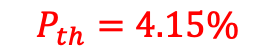 P_th = 4.15%